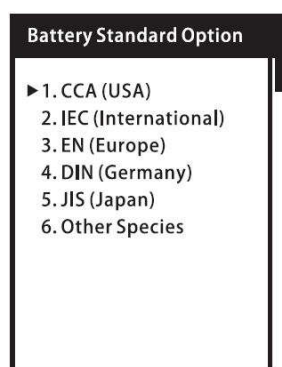 Battery Standard Option
▶1. CCA (USA)
2. IEC (International)
3. EN (Europe)
4. DIN (Germany)
5. JIS (Japan)
6. Other Species